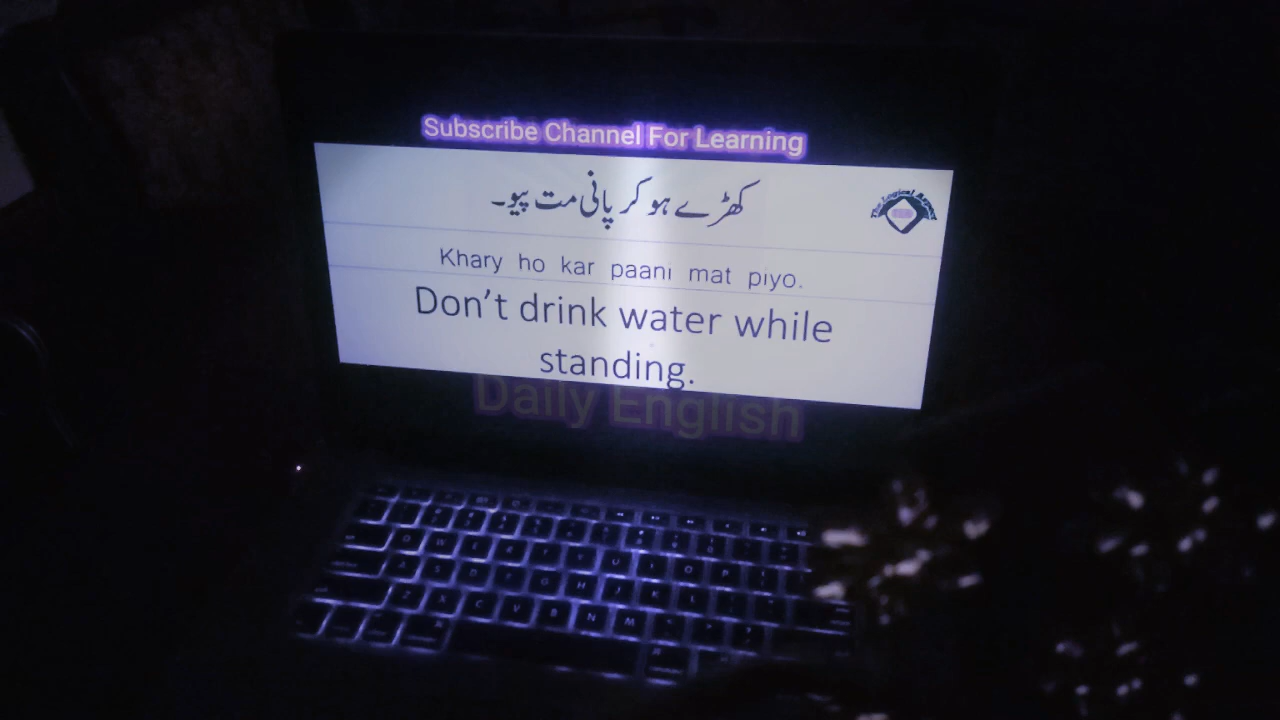 Subscribe Channel For Learning
کھڑے ہو کر پانی مت پیو۔
Khary ho kar paani mat piyo.
Don't drink water while
standing.
Daily English